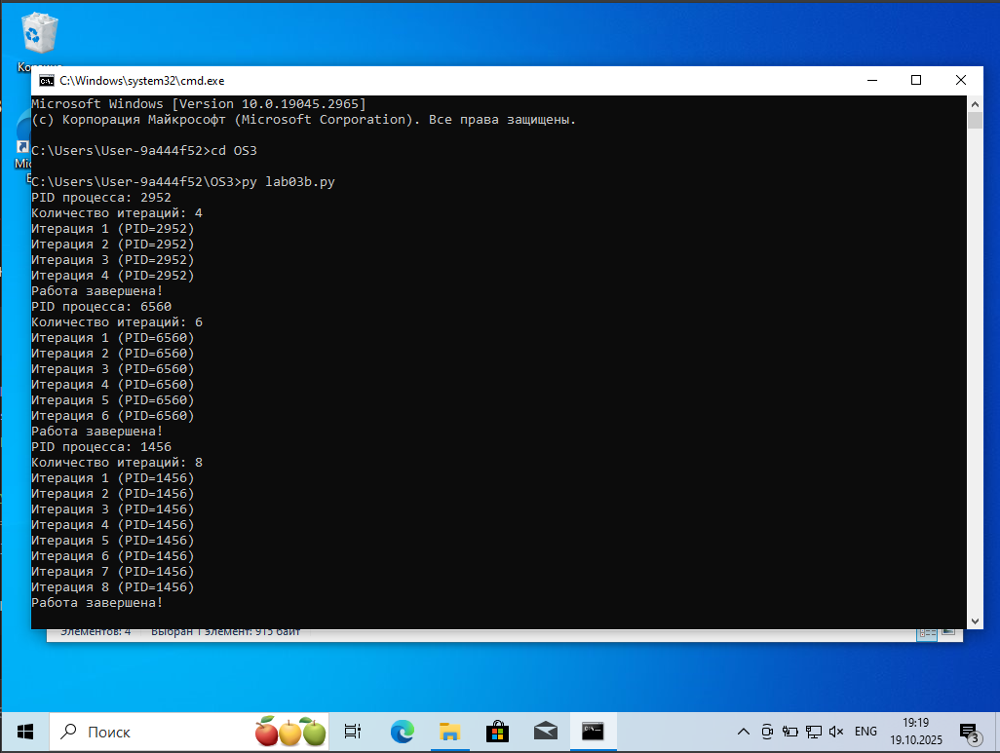 C:\Windows\system32\cmd.exe
Microsoft Windows [Version 10.0.19045.2965]
(c) Корпорация Майкрософт (Microsoft Corporation). Все права защищены.
C:\Users\User-9a444f52>cd OS3
C:\Users\User-9a444f52\OS3>py lab03b.py
PID процесса: 2952
Количество итераций: 4
Итерация 1 (PID=2952)
Итерация 2 (PID=2952)
Итерация 3 (PID=2952)
Итерация 4 (PID=2952)
Работа завершена!
PID процесса: 6560
Количество итераций: 6
Итерация 1 (PID=6560)
Итерация 2 (PID=6560)
Итерация 3 (PID=6560)
Итерация 4 (PID=6560)
Итерация 5 (PID=6560)
Итерация 6 (PID=6560)
Работа завершена!
PID процесса: 1456
Количество итераций: 8
Итерация 1 (PID=1456)
Итерация 2 (PID=1456)
Итерация 3 (PID=1456)
Итерация 4 (PID=1456)
Итерация 5 (PID=1456)
Итерация 6 (PID=1456)
Итерация 7 (PID=1456)
Итерация 8 (PID=1456)
Работа завершена!
Элементов: 4 Выбран 1 элемент: 915 байт
Поиск
ENG
19:19
19.10.2025
3